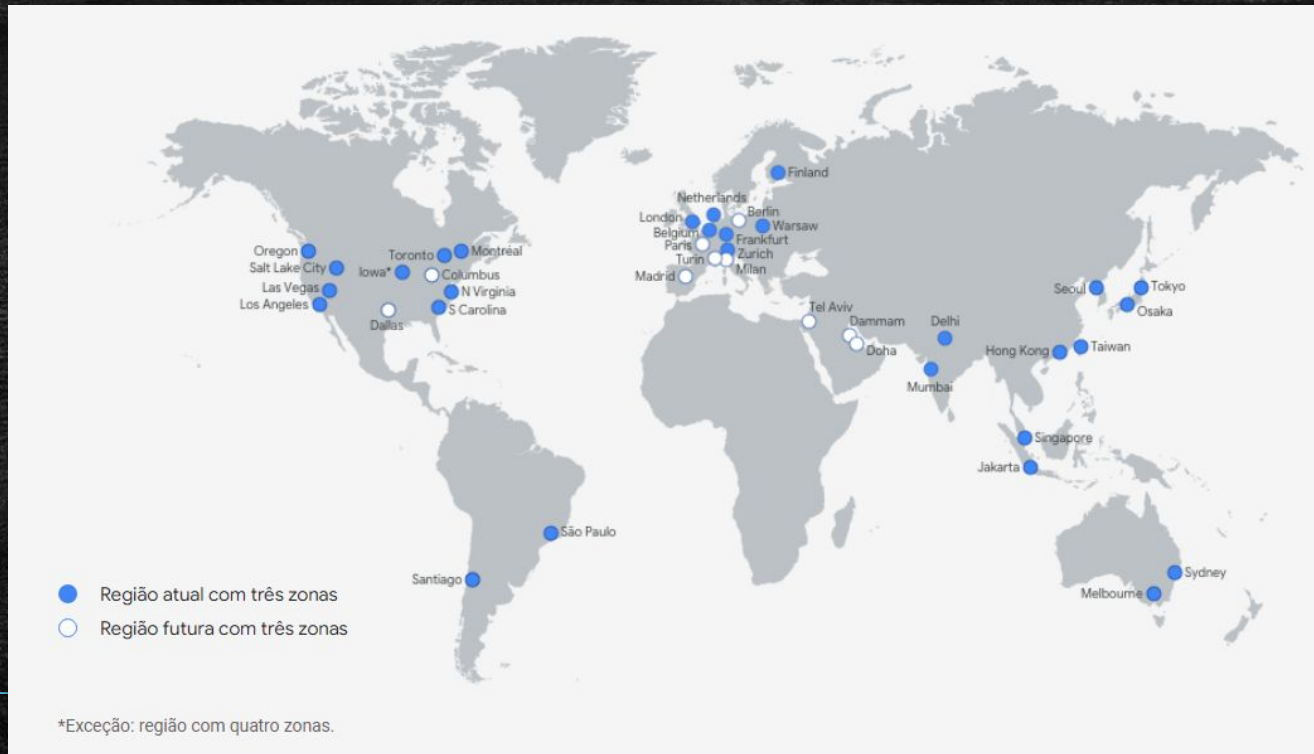 Finland
Netherlands
Berlin
London
Warsaw
Belgium
Frankfurt
Paris
Zurich
Turin
Milan
Madrid
Oregon
Toronto
Montréal
Salt Lake City
Iowa*
Columbus
Las Vegas
N Virginia
Los Angeles
S Carolina
Dallas
Tel Aviv
Dammam
Doha
Delhi
Mumbai
Seoul
Tokyo
Osaka
Hong Kong
Taiwan
Singapore
Jakarta
São Paulo
Santiago
Sydney
Melbourne
Região atual com três zonas
Região futura com três zonas
*Exceção: região com quatro zonas.